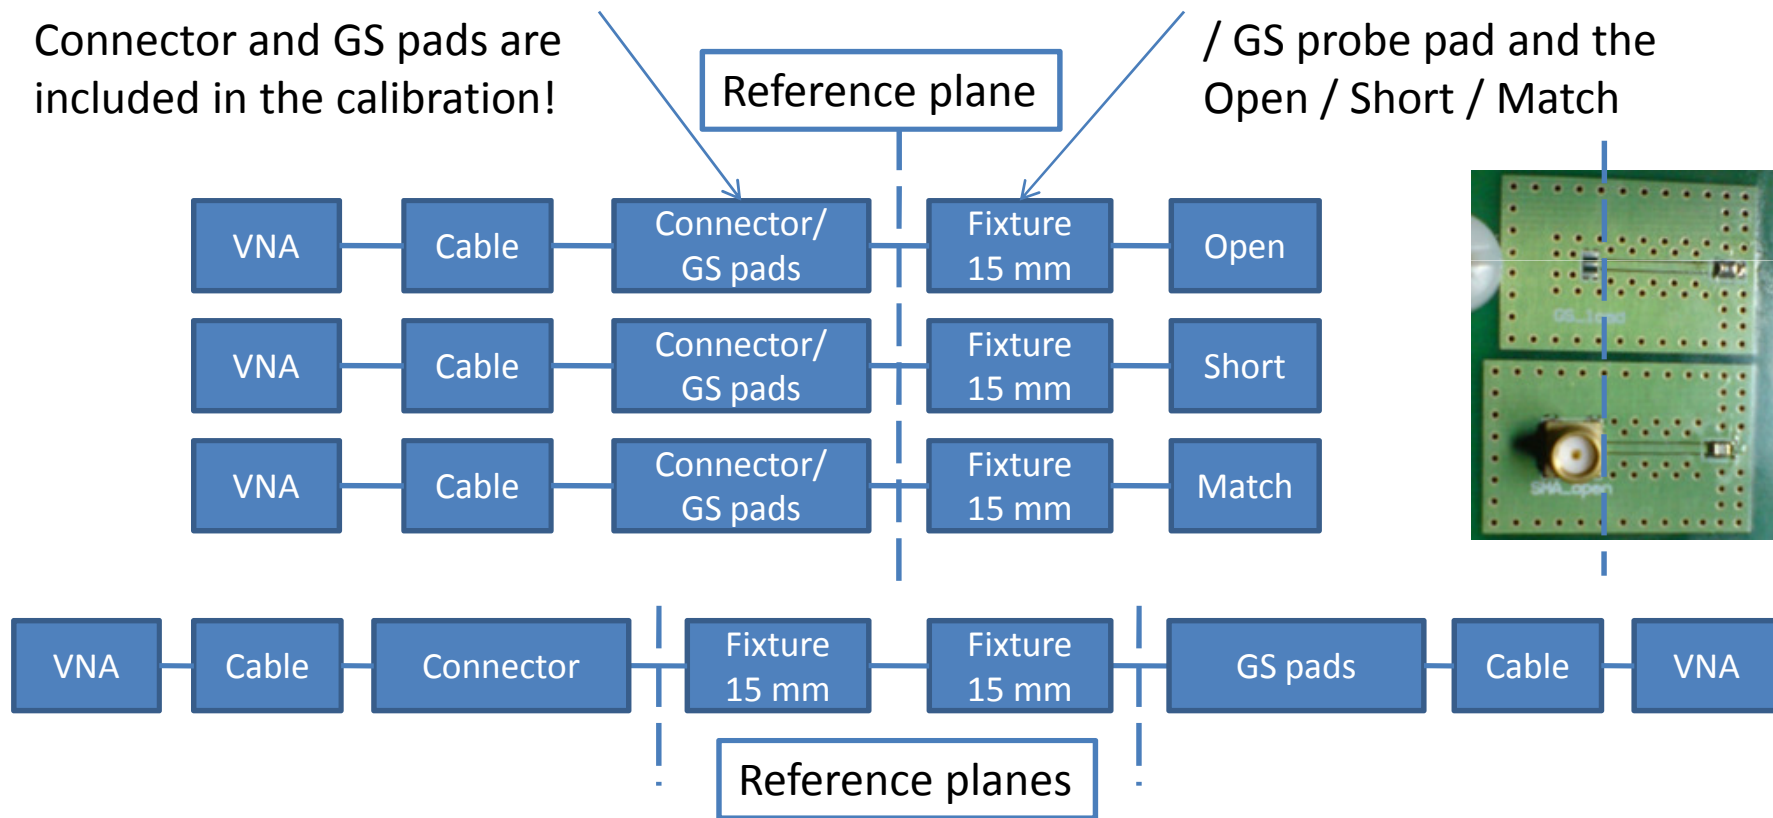 Connector and GS pads are
included in the calibration!
Reference plane
/ GS probe pad and the
Open / Short / Match
VNA
Cable
Connector/
GS pads
Fixture
15 mm
Open
VNA
Cable
Connector/
GS pads
Fixture
15 mm
Short
VNA
Cable
Connector/
GS pads
Fixture
15 mm
Match
GS_load
SMA_open
VNA
Cable
Connector
Fixture
15 mm
Fixture
15 mm
GS pads
Cable
VNA
Reference planes